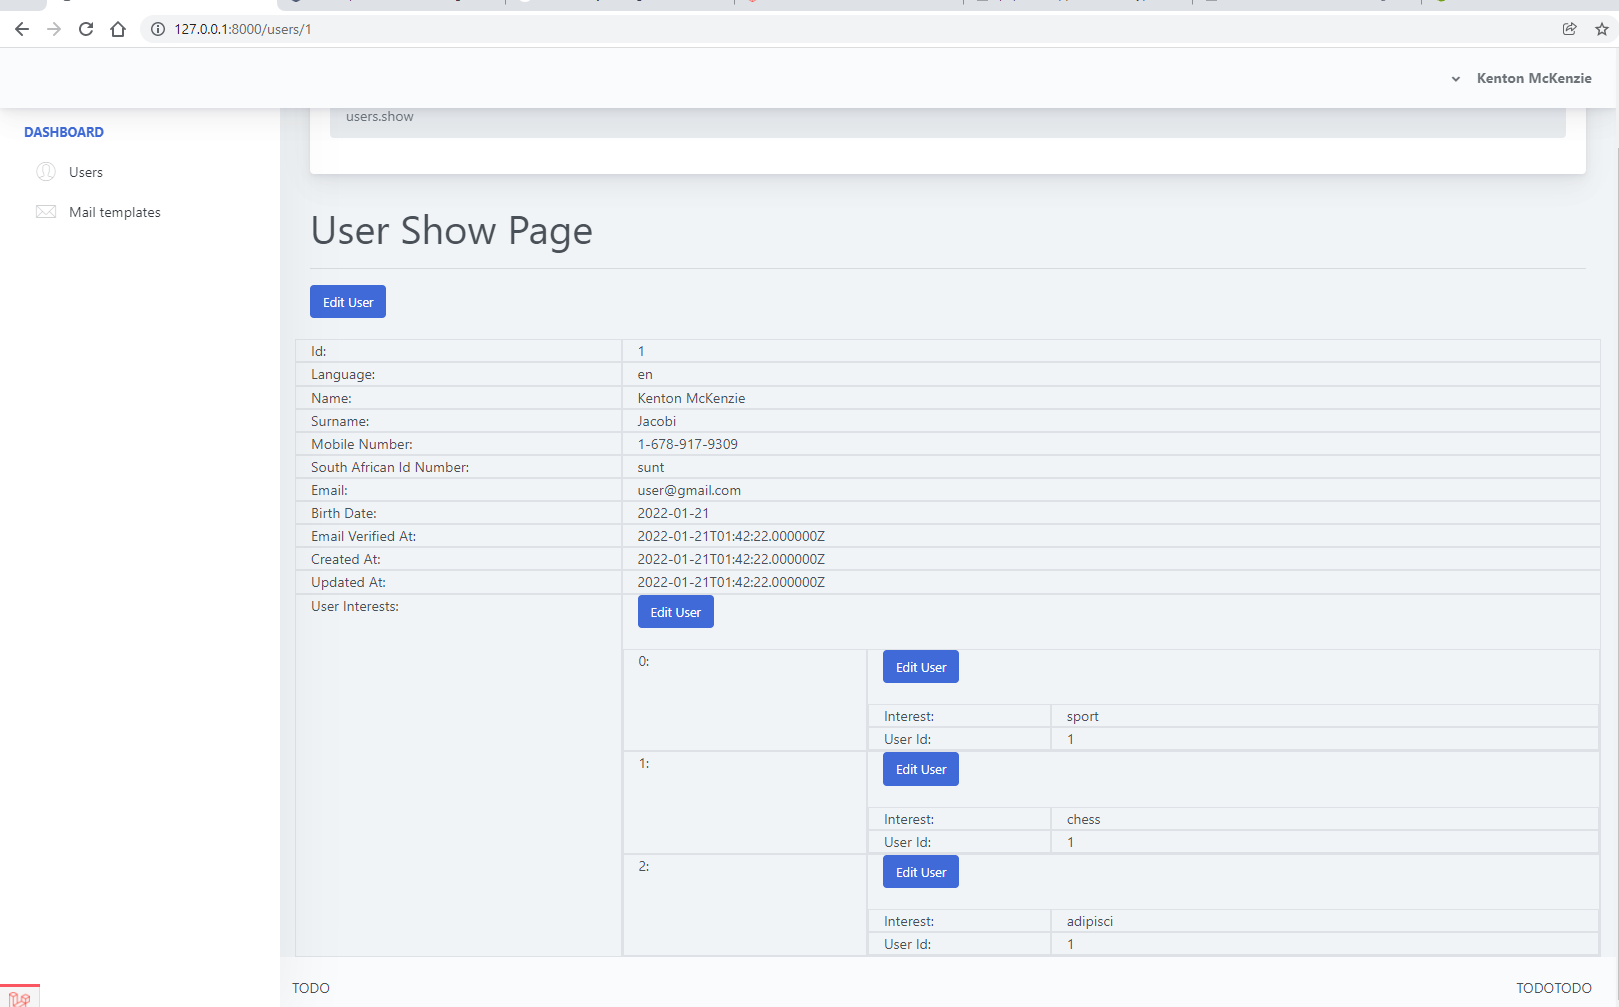 127.0.0.1:8000/users/1
Kenton McKenzie
DASHBOARD
Users
Mail templates
users.show
User Show Page
Edit User
Id: 1
Language: en
Name: Kenton McKenzie
Surname: Jacobi
Mobile Number: 1-678-917-9309
South African Id Number: sunt
Email: user@gmail.com
Birth Date: 2022-01-21
Email Verified At: 2022-01-21T01:42:22.000000Z
Created At: 2022-01-21T01:42:22.000000Z
Updated At: 2022-01-21T01:42:22.000000Z
User Interests: Edit User
0: Edit User
Interest: sport
User Id: 1
1: Edit User
Interest: chess
User Id: 1
2: Edit User
Interest: adipisci
User Id: 1
TODO TODOTODO